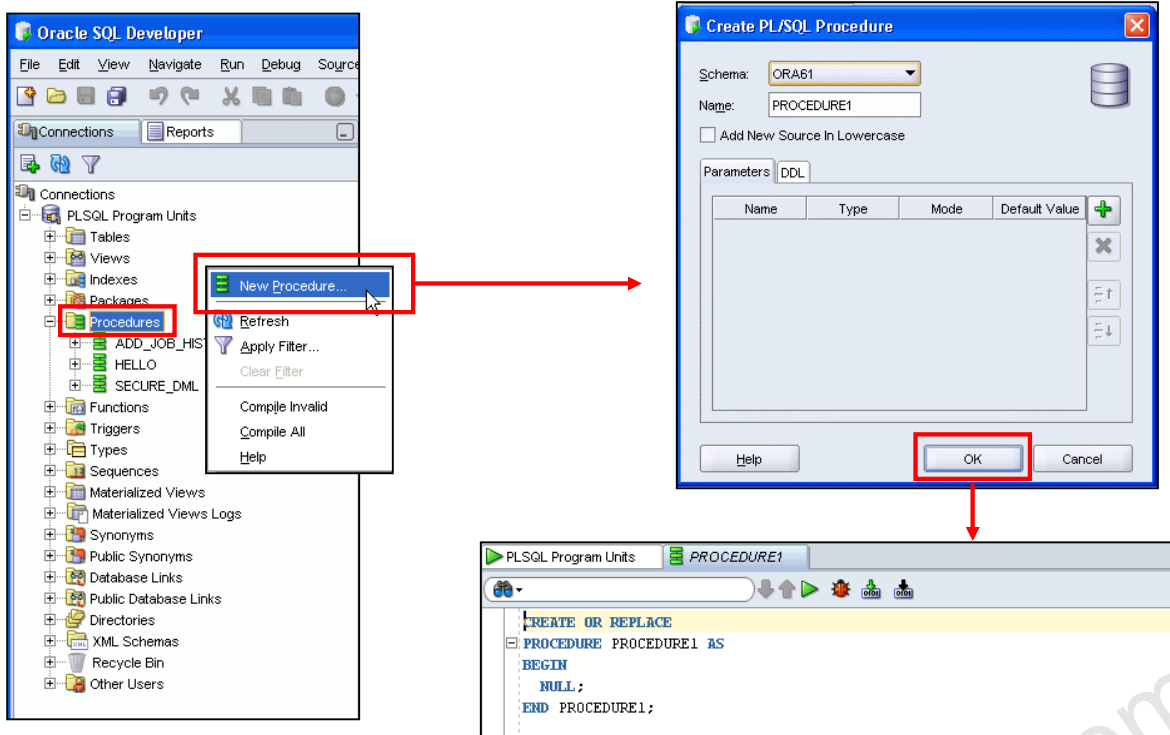 Oracle SQL Developer
File Edit View Navigate Run Debug Source
Connections Reports
Connections
PLSQL Program Units
Tables
Views
Indexes
Packages
Procedures
ADD_JOB_HIS
HELLO
SECURE_DML
Functions
Triggers
Types
Sequences
Materialized Views
Materialized Views Logs
Synonyms
Public Synonyms
Database Links
Public Database Links
Directories
XML Schemas
Recycle Bin
Other Users
New Procedure...
Refresh
Apply Filter...
Clear Filter
Compile Invalid
Compile All
Help
Create PL/SQL Procedure
Schema: ORA61
Name: PROCEDURE1
Add New Source In Lowercase
Parameters DDL
Name Type Mode Default Value
Help OK Cancel
PLSQL Program Units PROCEDURE1
CREATE OR REPLACE
PROCEDURE PROCEDURE1 AS
BEGIN
NULL;
END PROCEDURE1;